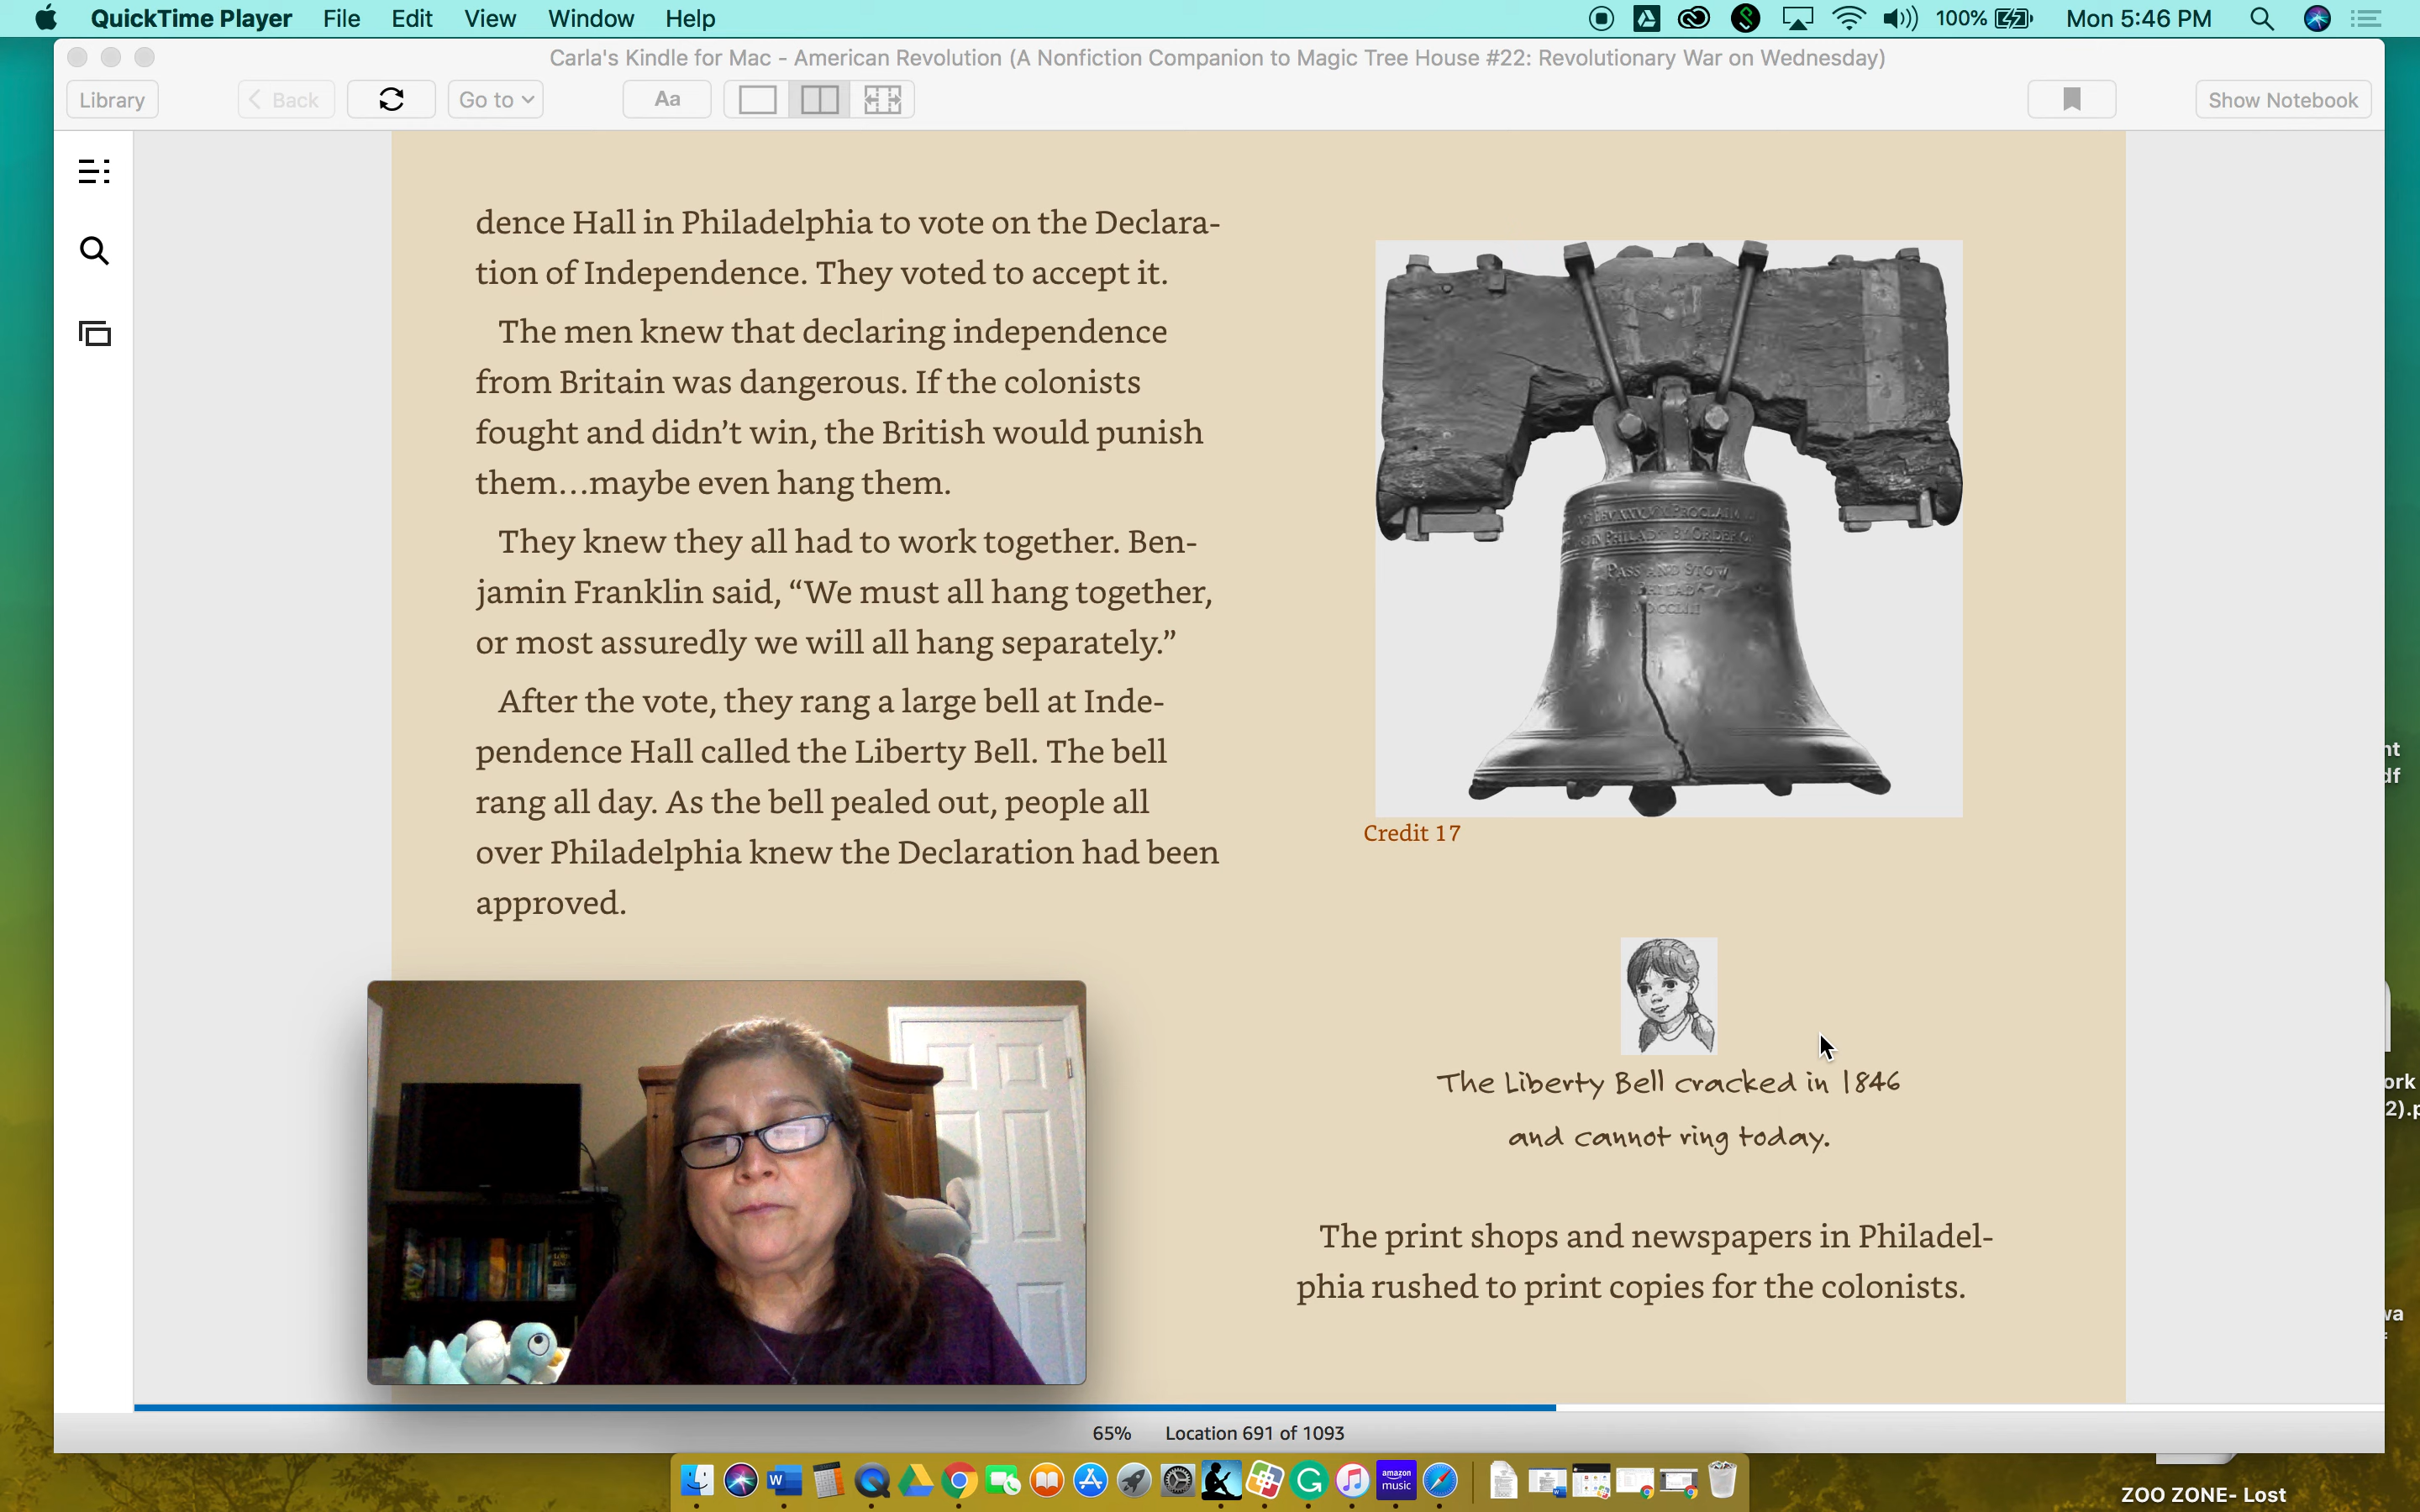 QuickTime Player File Edit View Window Help 100% Mon 5:46 PM
Carla's Kindle for Mac - American Revolution (A Nonfiction Companion to Magic Tree House #22: Revolutionary War on Wednesday)
Library Back Go to Aa Show Notebook
dence Hall in Philadelphia to vote on the Declara-
tion of Independence. They voted to accept it.
The men knew that declaring independence
from Britain was dangerous. If the colonists
fought and didn’t win, the British would punish
them…maybe even hang them.
They knew they all had to work together. Ben-
jamin Franklin said, “We must all hang together,
or most assuredly we will all hang separately.”
After the vote, they rang a large bell at Inde-
pendence Hall called the Liberty Bell. The bell
rang all day. As the bell pealed out, people all
over Philadelphia knew the Declaration had been
approved.
PASS AND STOW
Credit 17
The Liberty Bell cracked in 1846
and cannot ring today.
The print shops and newspapers in Philadel-
phia rushed to print copies for the colonists.
65% Location 691 of 1093
amazon
music
ZOO ZONE- Lost